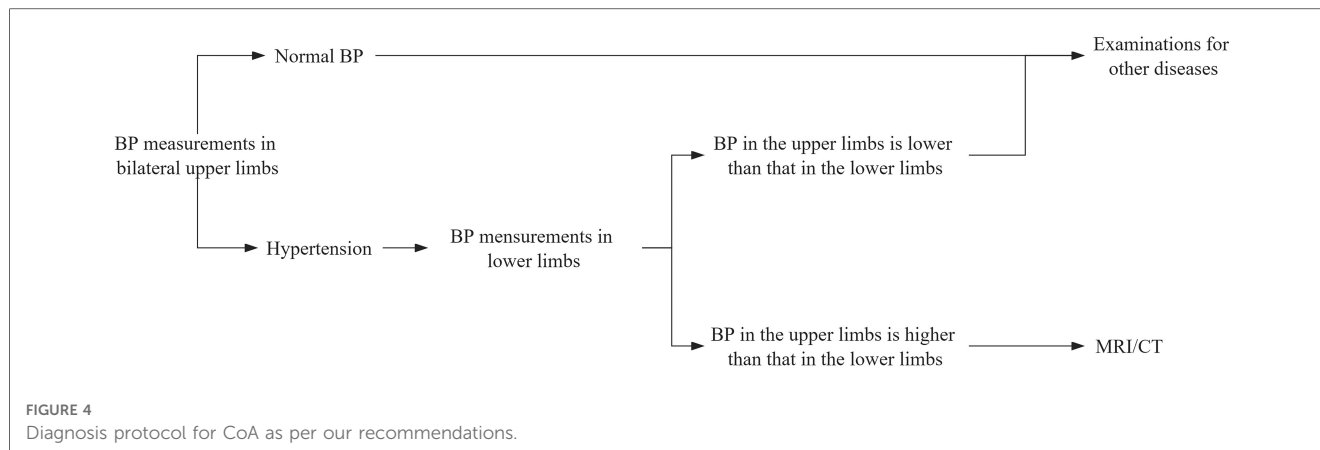 Normal BP
Examinations for
other diseases
BP measurements in
bilateral upper limbs
BP in the upper limbs is lower
than that in the lower limbs
Hypertension
BP mensurements in
lower limbs
BP in the upper limbs is higher
than that in the lower limbs
MRI/CT
FIGURE 4
Diagnosis protocol for CoA as per our recommendations.